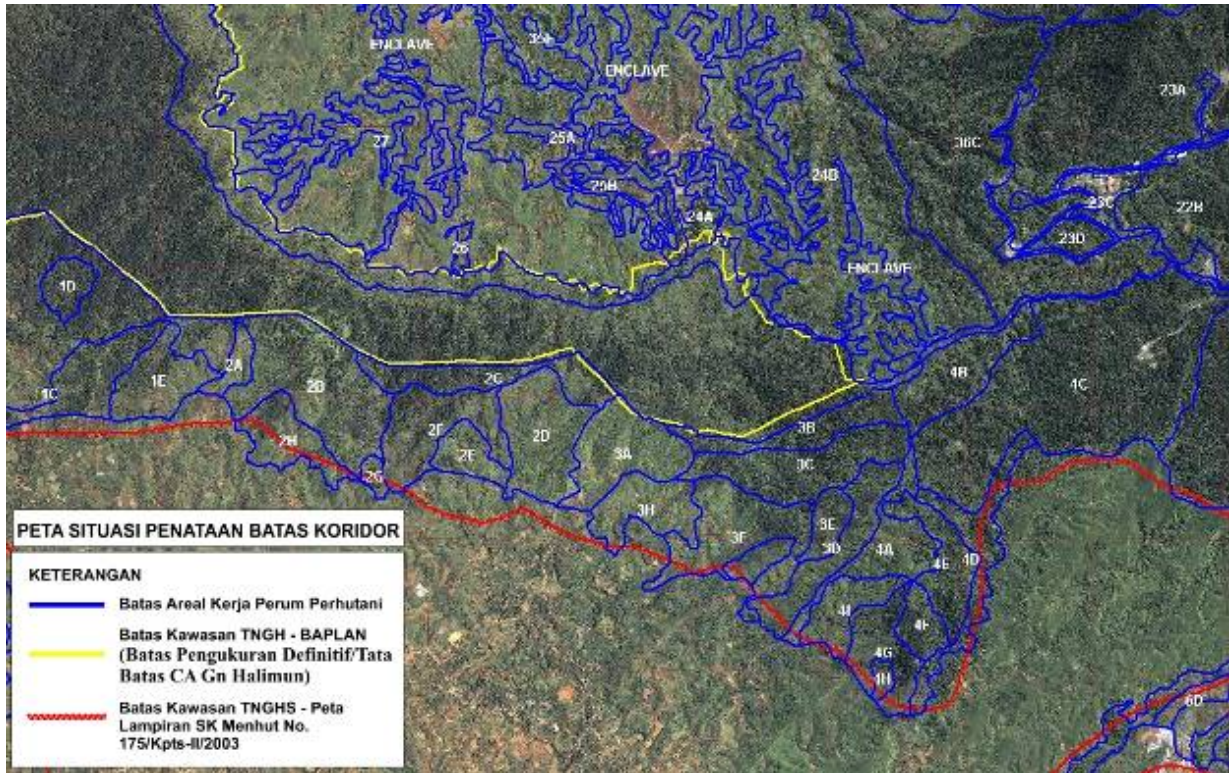 35F
ENCLAVE
ENCLAVE
23A
27
25A
36C
25B
24B
23C
22B
24A
23D
26
ENCLAVE
1D
2A
1E
2B
2C
4B
4C
1C
3B
2F
2D
2H
2E
3A
3C
2G
3H
3E
3F
3D
4A
4E
4D
4I
4F
4G
4H
6D
PETA SITUASI PENATAAN BATAS KORIDOR
KETERANGAN
Batas Areal Kerja Perum Perhutani
Batas Kawasan TNGH - BAPLAN
(Batas Pengukuran Definitif/Tata
Batas CA Gn Halimun)
Batas Kawasan TNGHS - Peta
Lampiran SK Menhut No.
175/Kpts-II/2003